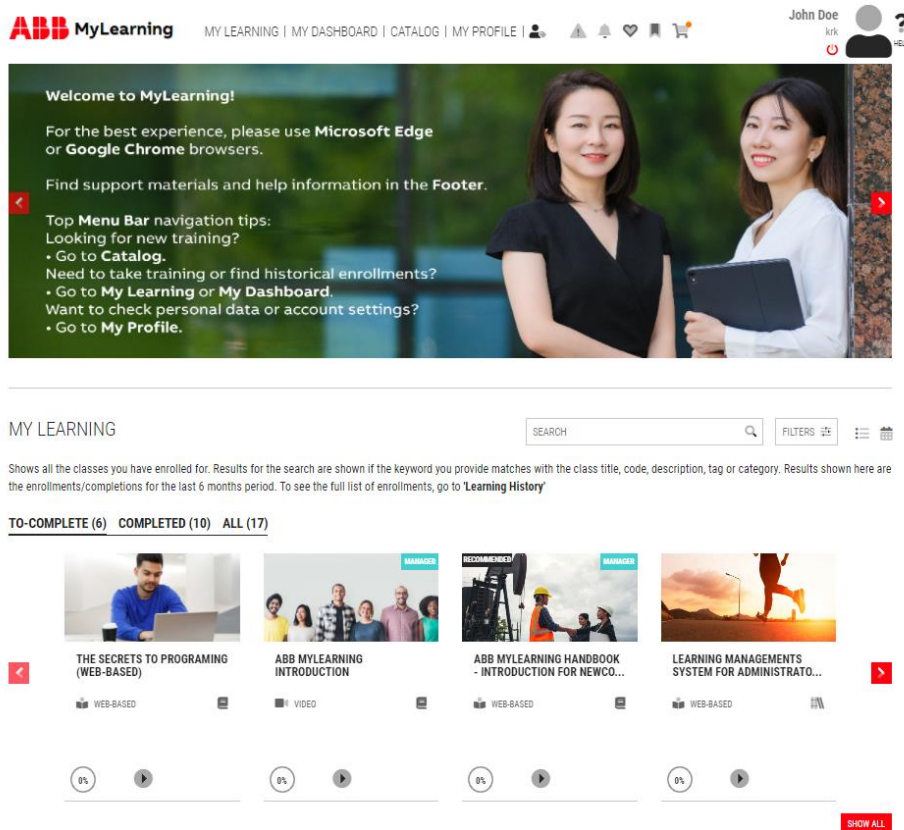 ABB MyLearning
MY LEARNING | MY DASHBOARD | CATALOG | MY PROFILE |
John Doe
krk
Welcome to MyLearning!
For the best experience, please use Microsoft Edge
or Google Chrome browsers.
Find support materials and help information in the Footer.
Top Menu Bar navigation tips:
Looking for new training?
• Go to Catalog.
Need to take training or find historical enrollments?
• Go to My Learning or My Dashboard.
Want to check personal data or account settings?
• Go to My Profile.
MY LEARNING
SEARCH
FILTERS
Shows all the classes you have enrolled for. Results for the search are shown if the keyword you provide matches with the class title, code, description, tag or category. Results shown here are
the enrollments/completions for the last 6 months period. To see the full list of enrollments, go to 'Learning History'
TO-COMPLETE (6) COMPLETED (10) ALL (17)
MANAGER
RECOMMENDED
MANAGER
THE SECRETS TO PROGRAMING
(WEB-BASED)
WEB-BASED
0%
ABB MYLEARNING
INTRODUCTION
VIDEO
0%
ABB MYLEARNING HANDBOOK
- INTRODUCTION FOR NEWCO...
WEB-BASED
0%
LEARNING MANAGEMENTS
SYSTEM FOR ADMINISTRATO...
WEB-BASED
0%
SHOW ALL